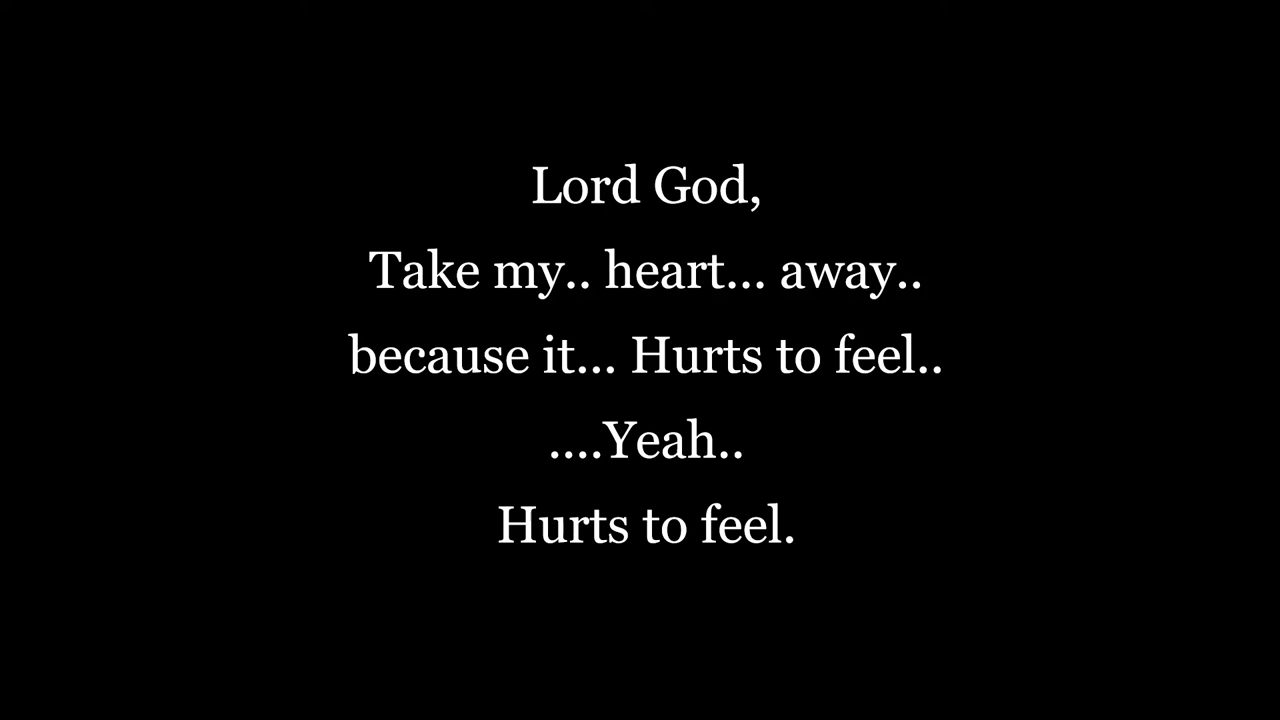 Lord God,
Take my.. heart... away..
because it... Hurts to feel..
....Yeah..
Hurts to feel.